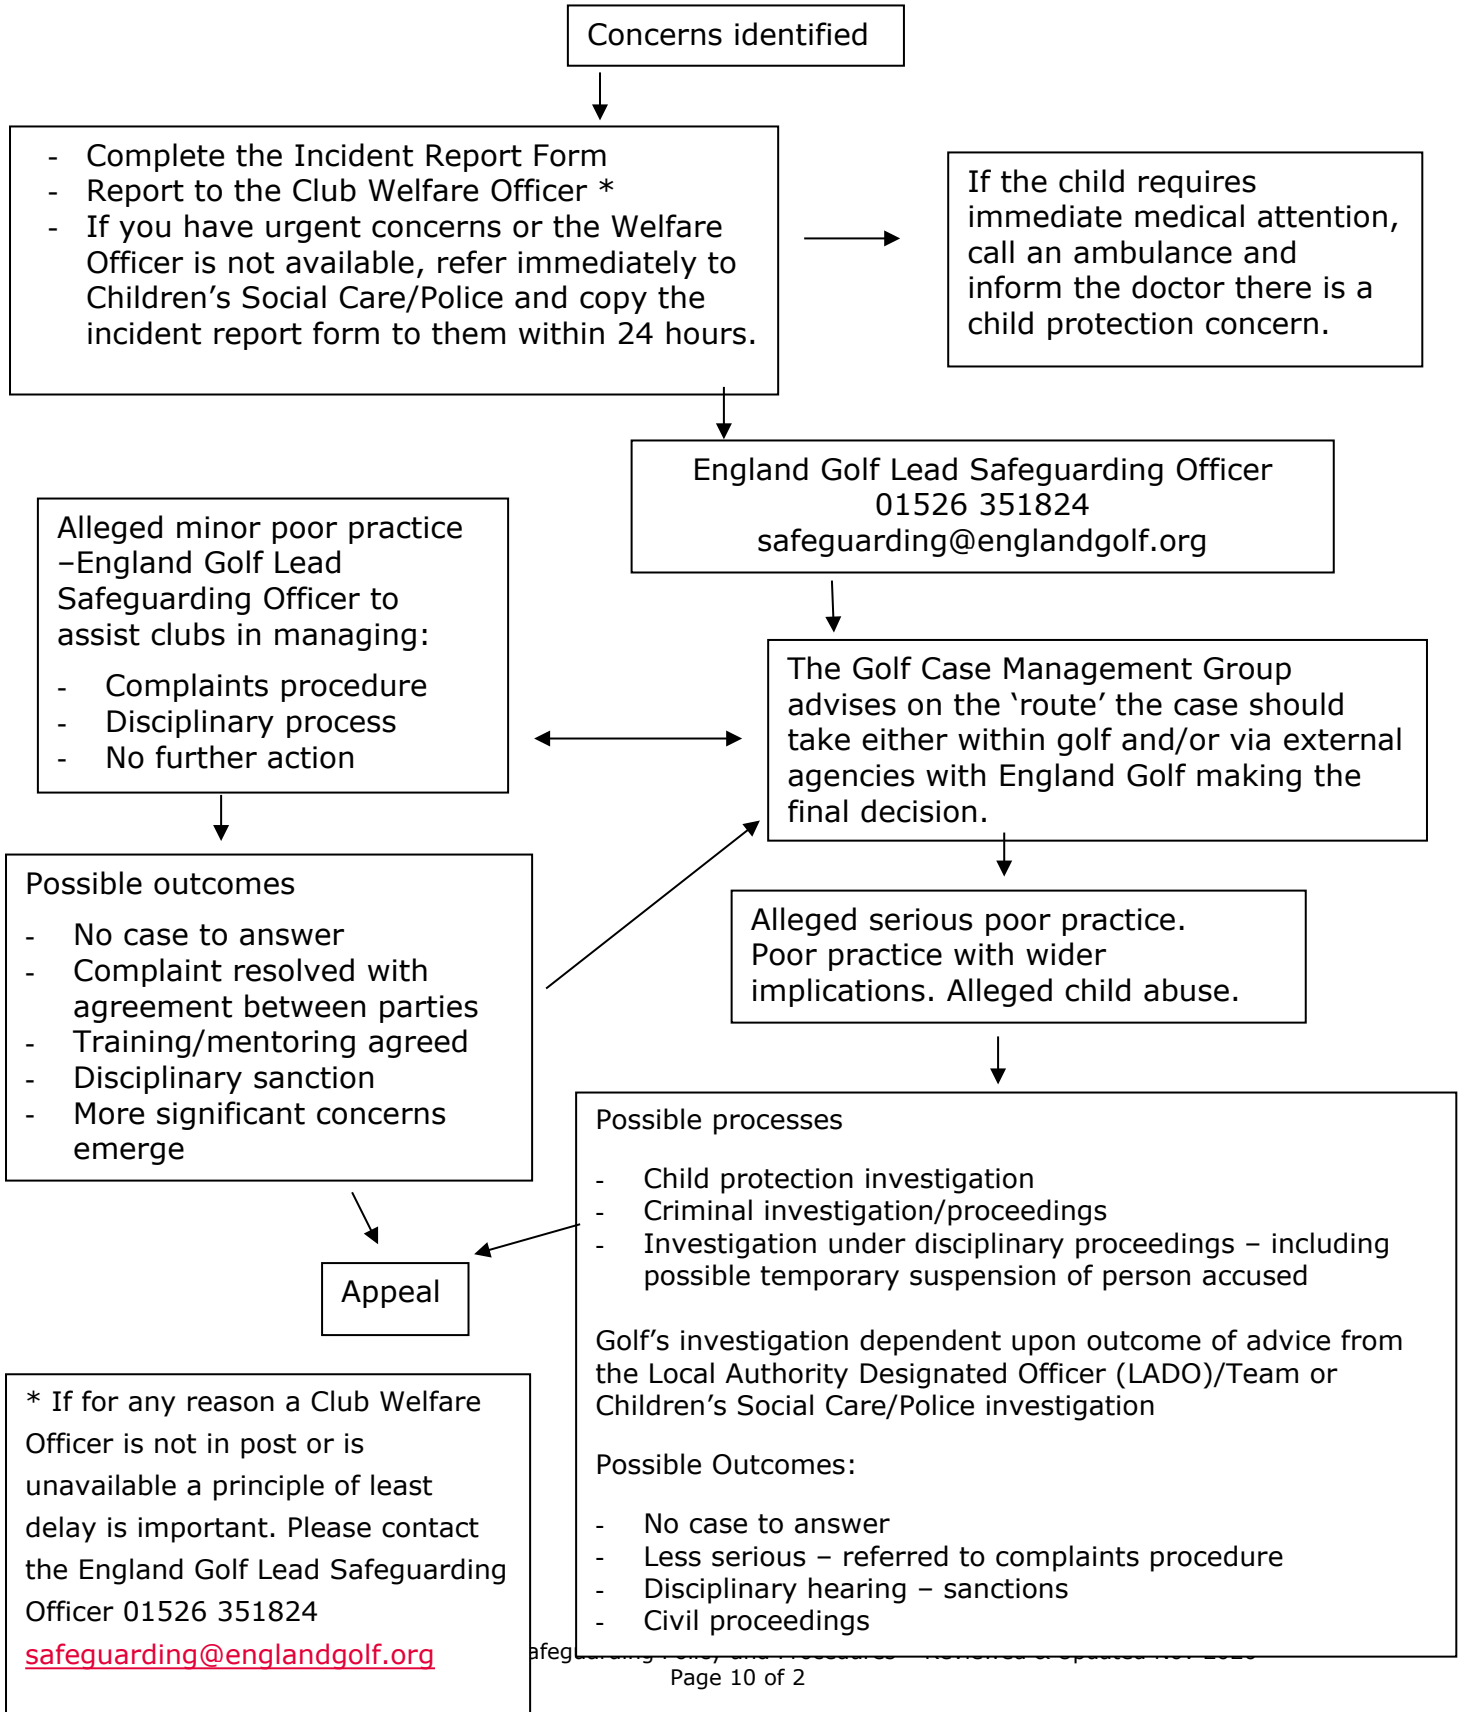 Concerns identified
- Complete the Incident Report Form
- Report to the Club Welfare Officer *
- If you have urgent concerns or the Welfare
Officer is not available, refer immediately to
Children’s Social Care/Police and copy the
incident report form to them within 24 hours.
If the child requires
immediate medical attention,
call an ambulance and
inform the doctor there is a
child protection concern.
England Golf Lead Safeguarding Officer
01526 351824
safeguarding@englandgolf.org
Alleged minor poor practice
–England Golf Lead
Safeguarding Officer to
assist clubs in managing:
- Complaints procedure
- Disciplinary process
- No further action
The Golf Case Management Group
advises on the ‘route’ the case should
take either within golf and/or via external
agencies with England Golf making the
final decision.
Possible outcomes
- No case to answer
- Complaint resolved with
agreement between parties
- Training/mentoring agreed
- Disciplinary sanction
- More significant concerns
emerge
Alleged serious poor practice.
Poor practice with wider
implications. Alleged child abuse.
Possible processes
- Child protection investigation
- Criminal investigation/proceedings
- Investigation under disciplinary proceedings – including
possible temporary suspension of person accused
Golf’s investigation dependent upon outcome of advice from
the Local Authority Designated Officer (LADO)/Team or
Children’s Social Care/Police investigation
Possible Outcomes:
- No case to answer
- Less serious – referred to complaints procedure
- Disciplinary hearing – sanctions
- Civil proceedings
Appeal
* If for any reason a Club Welfare
Officer is not in post or is
unavailable a principle of least
delay is important. Please contact
the England Golf Lead Safeguarding
Officer 01526 351824
safeguarding@englandgolf.org
Page 10 of 2